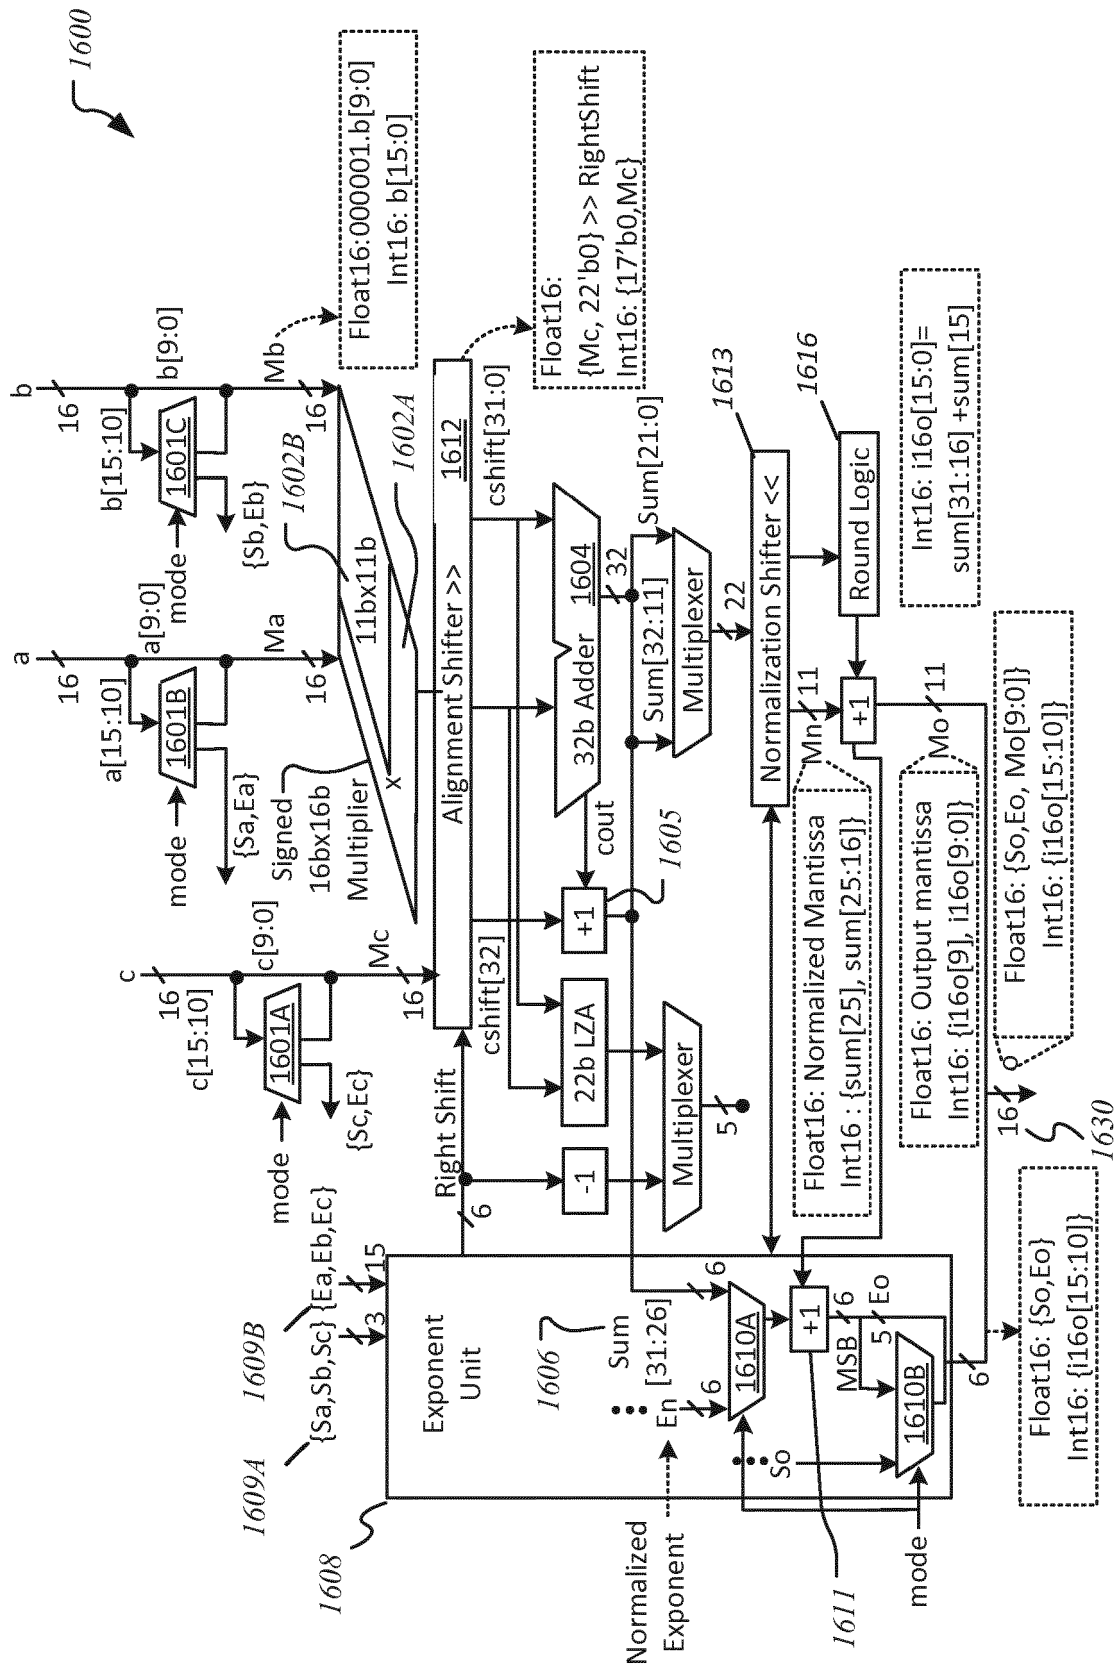 1600
b
16
b[15:10]
b[9:0]
1601C
mode
{Sb,Eb}
Mb
16
Float16:000001.b[9:0]
Int16: b[15:0]
a
16
a[15:10]
a[9:0]
1601B
mode
{Sa,Ea}
Ma
16
1602B
11bx11b
1602A
x
Signed
16bx16b
Multiplier
c
16
c[15:10]
c[9:0]
1601A
mode
{Sc,Ec}
Mc
16
Alignment Shifter >>
1612
Float16:
{Mc, 22'b0} >> RightShift
Int16: {17'b0,Mc}
Right Shift
6
cshift[32]
cshift[31:0]
-1
22b LZA
+1
1605
cout
32b Adder
1604
32
Multiplexer
5
Sum[32:11]
Sum[21:0]
Multiplexer
22
1613
Normalization Shifter <<
1616
Round Logic
Mn
11
+1
Mo
11
Int16: i16o[15:0]=
sum[31:16] +sum[15]
Float16: Normalized Mantissa
Int16 : {sum[25], sum[25:16]}
Float16: Output mantissa
Int16: {i16o[9], i16o[9:0]}
Float16: {So,Eo, Mo[9:0]}
Int16: {i16o[15:10]}
o
16
1630
1609A
1609B
{Sa,Sb,Sc}
{Ea,Eb,Ec}
3
15
1608
Exponent
Unit
1606
Sum
[31:26]
En
6
6
1610A
Normalized
Exponent
+1
1611
6
MSB
5
Eo
So
1610B
mode
6
Float16: {So,Eo}
Int16: {i16o[15:10]}